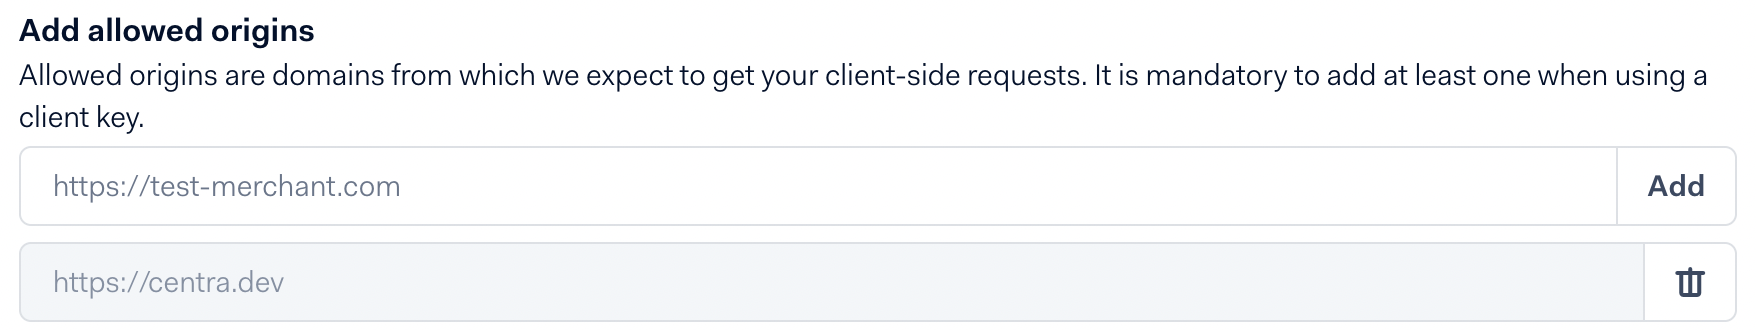 Add allowed origins
Allowed origins are domains from which we expect to get your client-side requests. It is mandatory to add at least one when using a
client key.
https://test-merchant.com Add
https://centra.dev